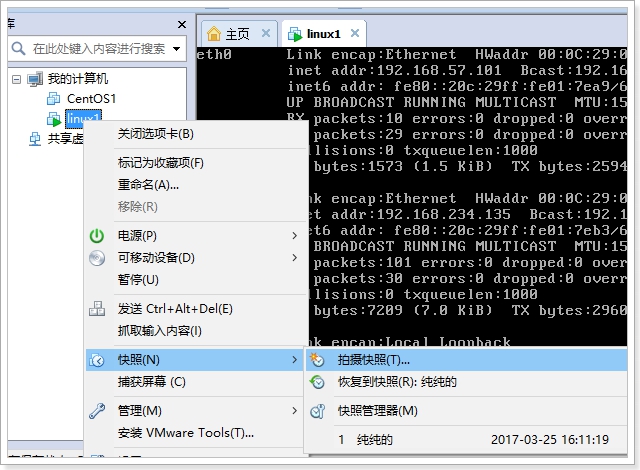 库
主页
linux1
在此处键入内容进行搜索
我的计算机
CentOS1
linux1
共享虚
关闭选项卡(B)
标记为收藏项(F)
重命名(A)...
移除(R)
电源(P)
可移动设备(D)
暂停(U)
发送 Ctrl+Alt+Del(E)
抓取输入内容(I)
快照(N)
捕获屏幕 (C)
管理(M)
安装 VMware Tools(T)...
拍摄快照(T)...
恢复到快照(R): 纯纯的
快照管理器(M)
1 纯纯的 2017-03-25 16:11:19
eth0 Link encap:Ethernet HWaddr 00:0C:29:0
inet addr:192.168.57.101 Bcast:192.16
inet6 addr: fe80::20c:29ff:fe01:7ea9/6
UP BROADCAST RUNNING MULTICAST MTU:15
RX packets:10 errors:0 dropped:0 overr
packets:29 errors:0 dropped:0 overr
llisions:0 txqueuelen:1000
bytes:1573 (1.5 KiB) TX bytes:2594
nk encap:Ethernet HWaddr 00:0C:29:0
et addr:192.168.234.135 Bcast:192.1
et6 addr: fe80::20c:29ff:fe01:7eb3/6
BROADCAST RUNNING MULTICAST MTU:15
packets:101 errors:0 dropped:0 over
packets:30 errors:0 dropped:0 overr
llisions:0 txqueuelen:1000
bytes:7209 (7.0 KiB) TX bytes:2960
nk encap:Local Loopback